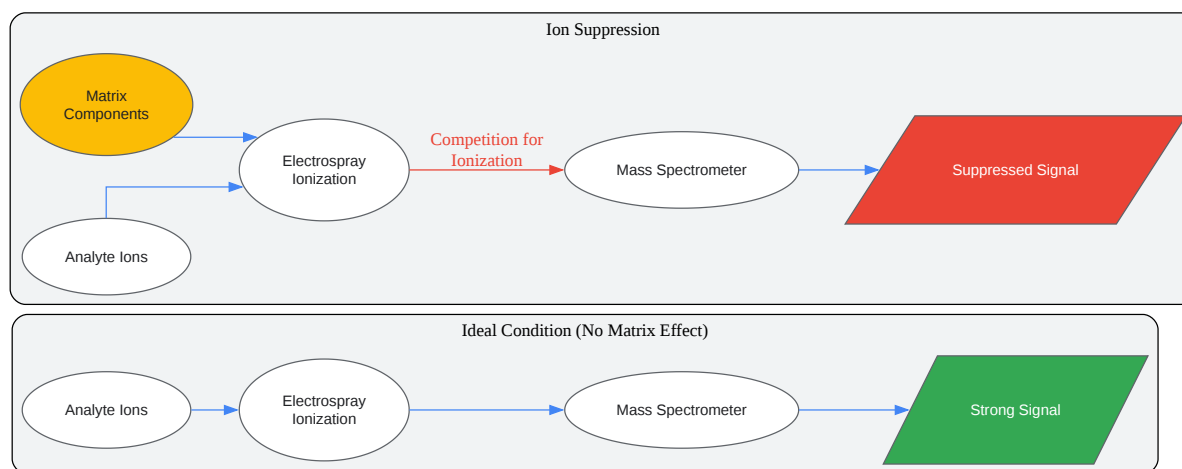 Ion Suppression
Matrix
Components
Electrospray
Ionization
Competition for
Ionization
Mass Spectrometer
Suppressed Signal
Analyte Ions
Ideal Condition (No Matrix Effect)
Analyte Ions
Electrospray
Ionization
Mass Spectrometer
Strong Signal